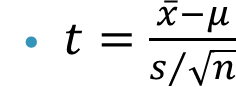 • t = (x̄−μ)/(s/√n)